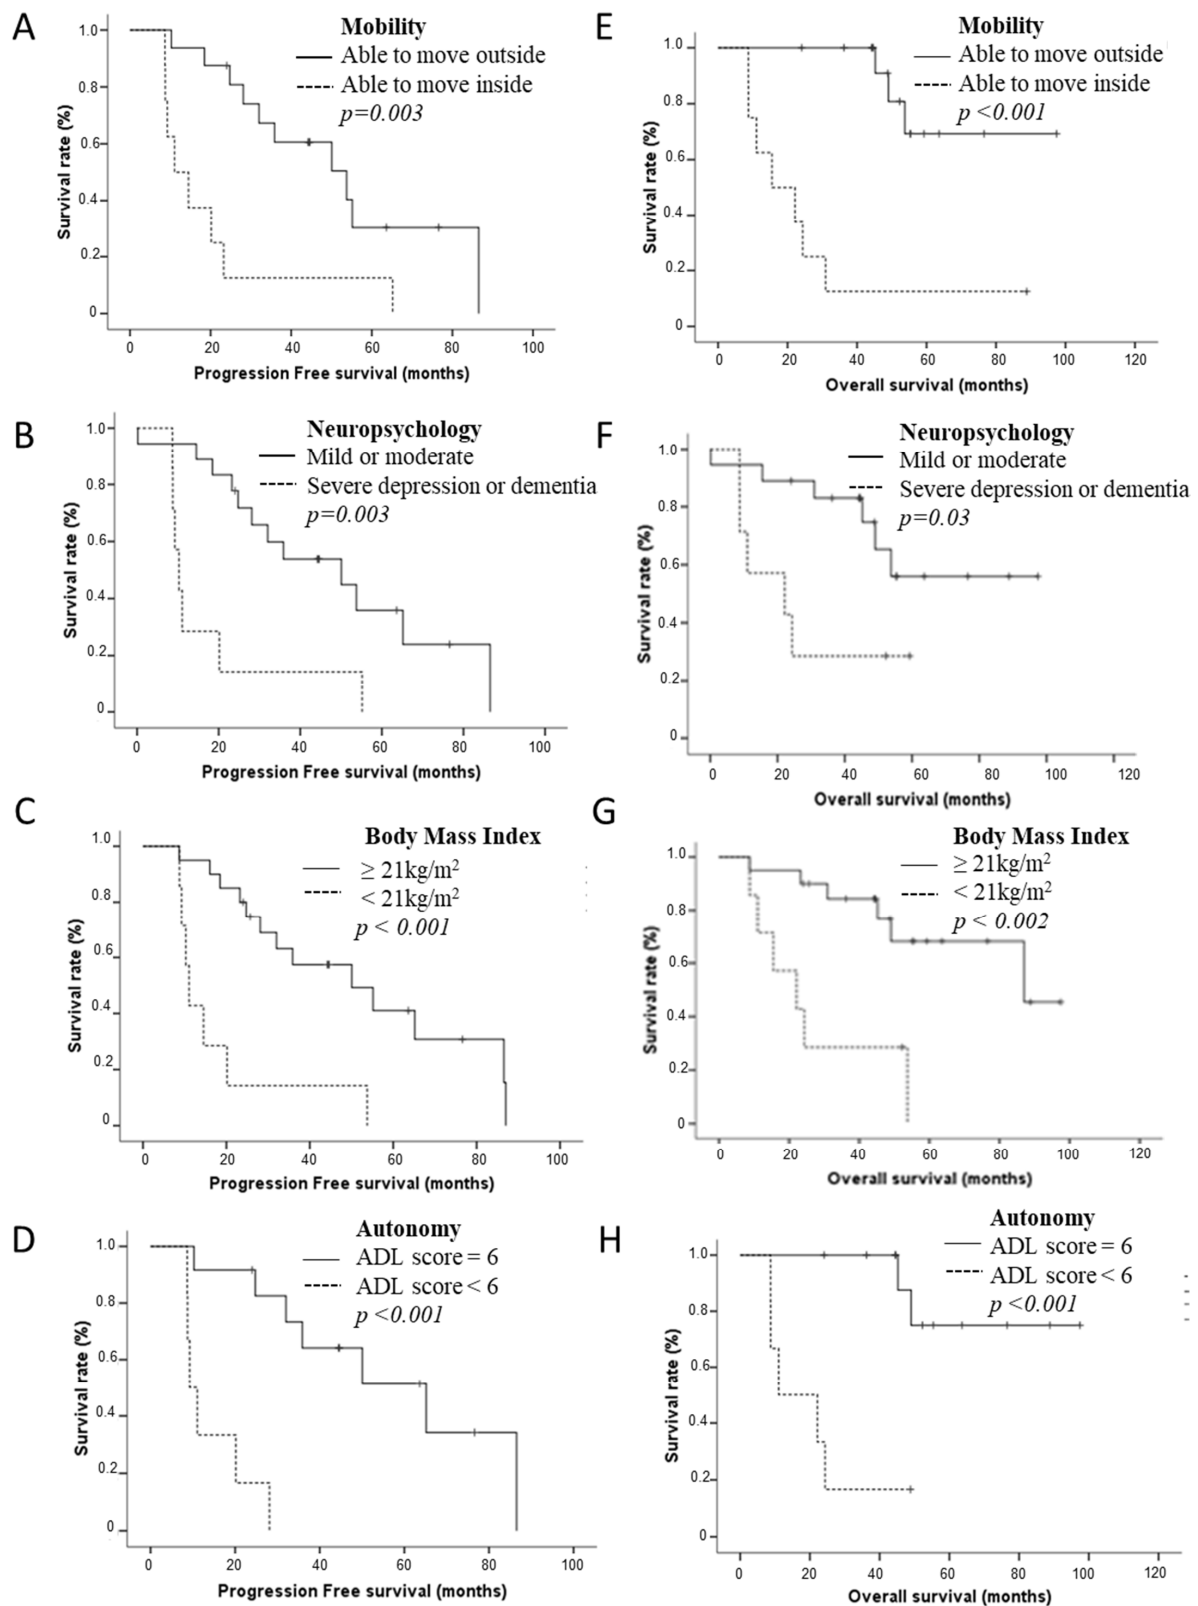 A
Mobility
Able to move outside
Able to move inside
p=0.003
Survival rate (%)
1.0
0.8
0.6
0.4
0.2
0
0 20 40 60 80 100
Progression Free survival (months)
E
Mobility
Able to move outside
Able to move inside
p <0.001
Survival rate (%)
1.0
0.8
0.6
0.4
0.2
0
0 20 40 60 80 100 120
Overall survival (months)
B
Neuropsychology
Mild or moderate
Severe depression or dementia
p=0.003
Survival rate (%)
1.0
0.8
0.6
0.4
0.2
0
0 20 40 60 80 100
Progression Free survival (months)
F
Neuropsychology
Mild or moderate
Severe depression or dementia
p=0.03
Survival rate (%)
1.0
0.8
0.6
0.4
0.2
0
0 20 40 60 80 100 120
Overall survival (months)
C
Body Mass Index
≥ 21kg/m²
< 21kg/m²
p < 0.001
Survival rate (%)
1.0
0.8
0.6
0.4
0.2
0
0 20 40 60 80 100
Progression Free survival (months)
G
Body Mass Index
≥ 21kg/m²
< 21kg/m²
p < 0.002
Survival rate (%)
1.0
0.8
0.6
0.4
0.2
0
0 20 40 60 80 100 120
Overall survival (months)
D
Autonomy
ADL score = 6
ADL score < 6
p <0.001
Survival rate (%)
1.0
0.8
0.6
0.4
0.2
0
0 20 40 60 80 100
Progression Free survival (months)
H
Autonomy
ADL score = 6
ADL score < 6
p <0.001
Survival rate (%)
1.0
0.8
0.6
0.4
0.2
0
0 20 40 60 80 100 120
Overall survival (months)